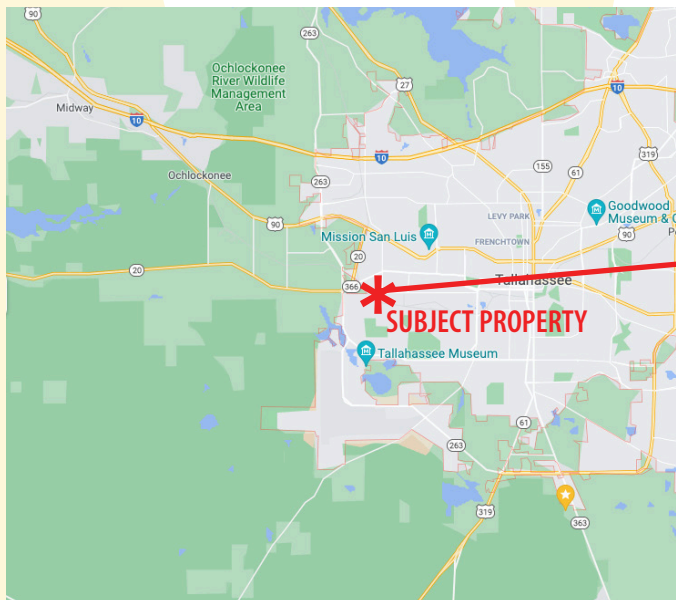 90
263
Ochlockonee
River Wildlife
Management
Area
27
10
Midway
10
319
10
155
61
Ochlockonee
263
LEVY PARK
Goodwood
Museum &
90
90
Mission San Luis
FRENCHTOWN
20
20
366
Tallahassee
SUBJECT PROPERTY
Tallahassee Museum
61
263
319
363